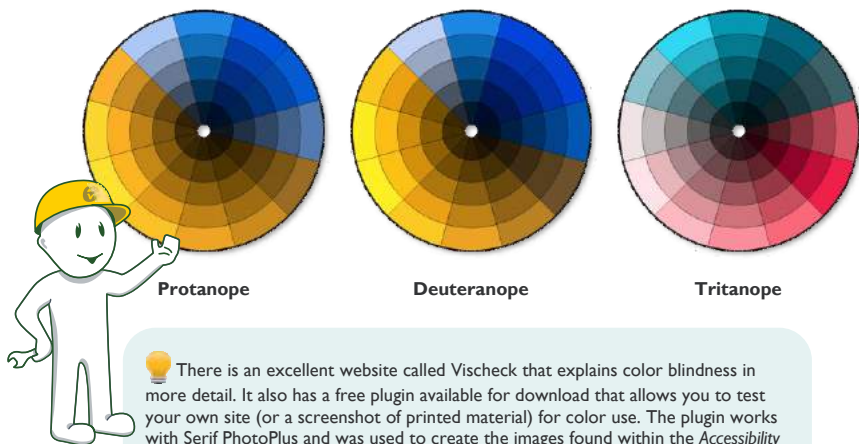 Protanope Deuteranope Tritanope
There is an excellent website called Vischeck that explains color blindness in
more detail. It also has a free plugin available for download that allows you to test
your own site (or a screenshot of printed material) for color use. The plugin works
with Serif PhotoPlus and was used to create the images found within the Accessibility